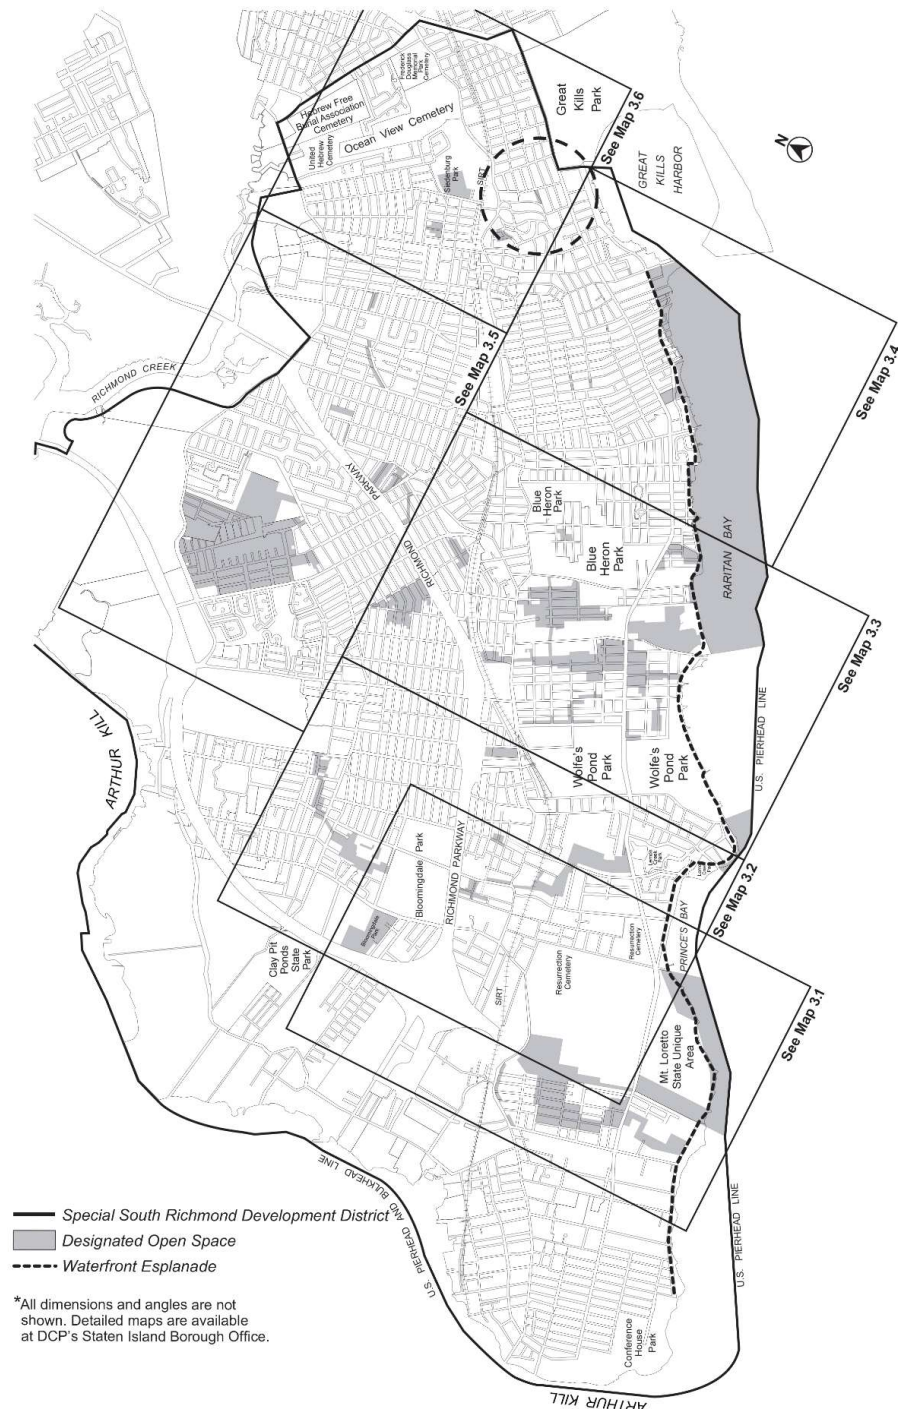 Frederick
Douglass
Memorial
Park
Cemetery
Hebrew Free
Burial Association
Cemetery
Ocean View Cemetery
United
Hebrew
Cemetery
Great
Kills
Park
See Map 3.6
N
GREAT
KILLS
HARBOR
SIRT
RICHMOND CREEK
See Map 3.5
See Map 3.4
PARKWAY
RICHMOND
Blue
Heron
Park
Blue
Heron
Park
RARITAN BAY
See Map 3.3
U.S. PIERHEAD LINE
ARTHUR KILL
Wolfe's
Pond
Park
Wolfe's
Pond
Park
Bloomingdale Park
RICHMOND PARKWAY
Bloomingdale
Park
Lemon
Creek
Park
See Map 3.2
PRINCE'S BAY
Clay Pit
Ponds
State
Park
Resurrection
Cemetery
Resurrection
Cemetery
SIRT
See Map 3.1
Mt. Loretto
State Unique
Area
U.S. PIERHEAD AND BULKHEAD LINE
U.S. PIERHEAD LINE
Conference
House
Park
ARTHUR KILL
Special South Richmond Development District
Designated Open Space
Waterfront Esplanade
*All dimensions and angles are not
shown. Detailed maps are available
at DCP's Staten Island Borough Office.